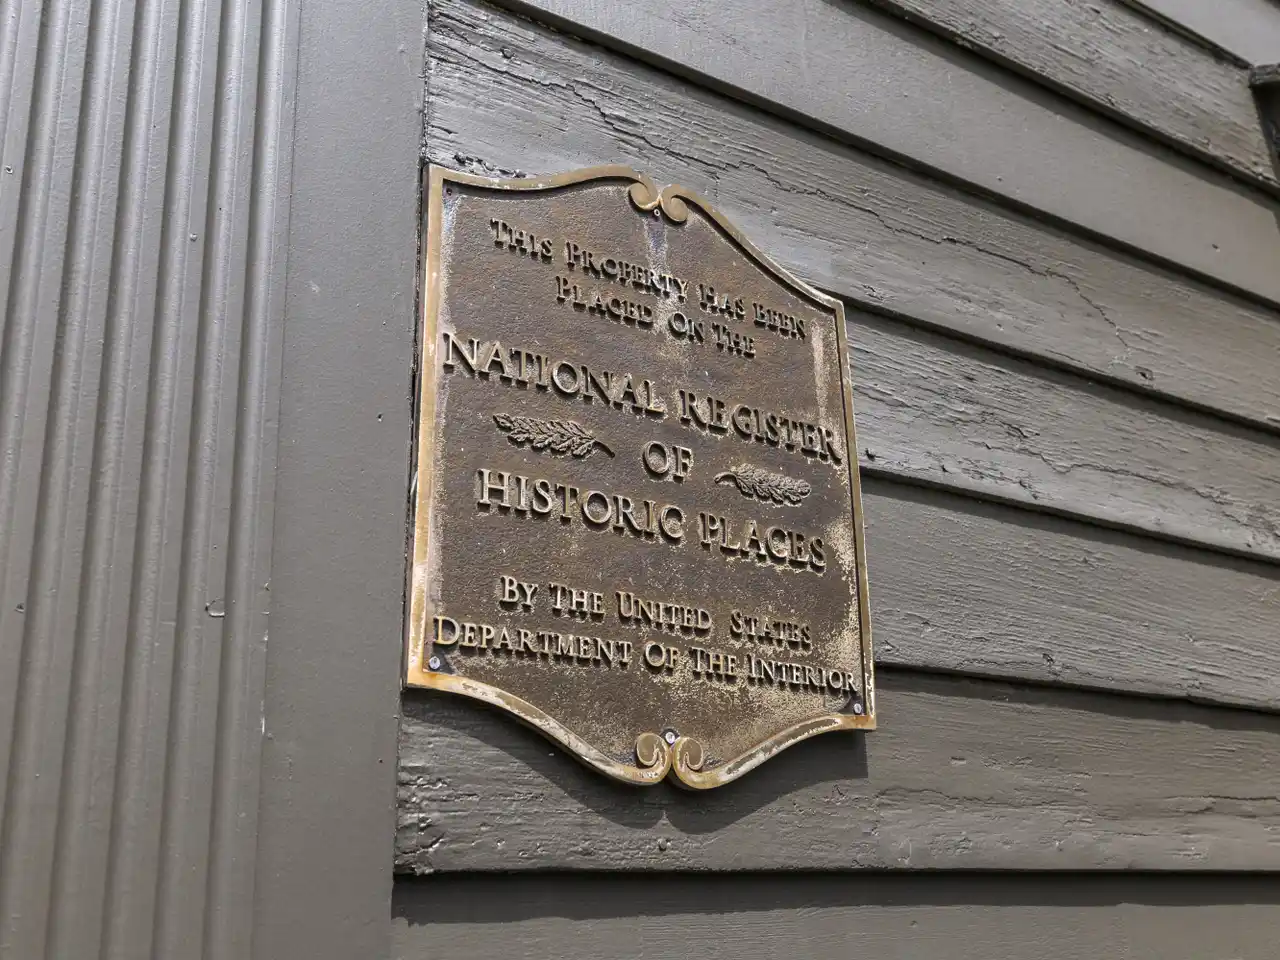 THIS PROPERTY HAS BEEN
PLACED ON THE
NATIONAL REGISTER
OF
HISTORIC PLACES
BY THE UNITED STATES
DEPARTMENT OF THE INTERIOR